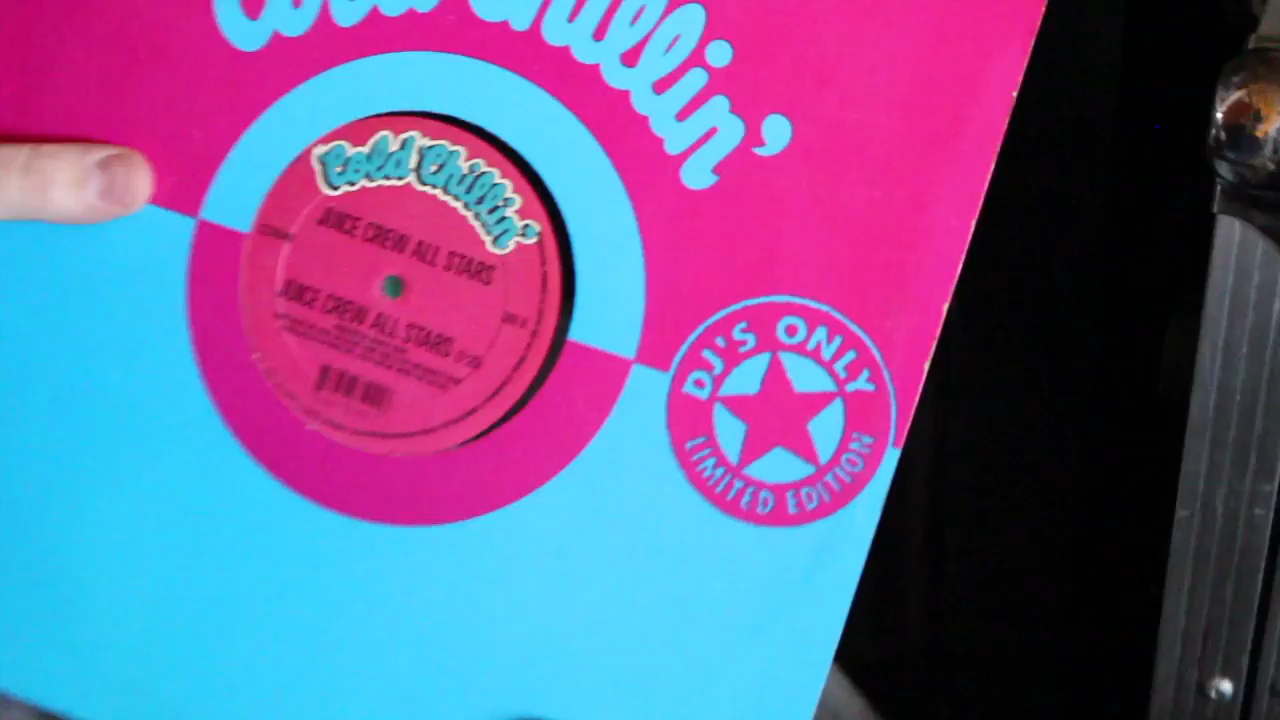 Cold Chillin'
Cold Chillin'
JUICE CREW ALL STARS
JUICE CREW ALL STARS
DJ'S ONLY
LIMITED EDITION